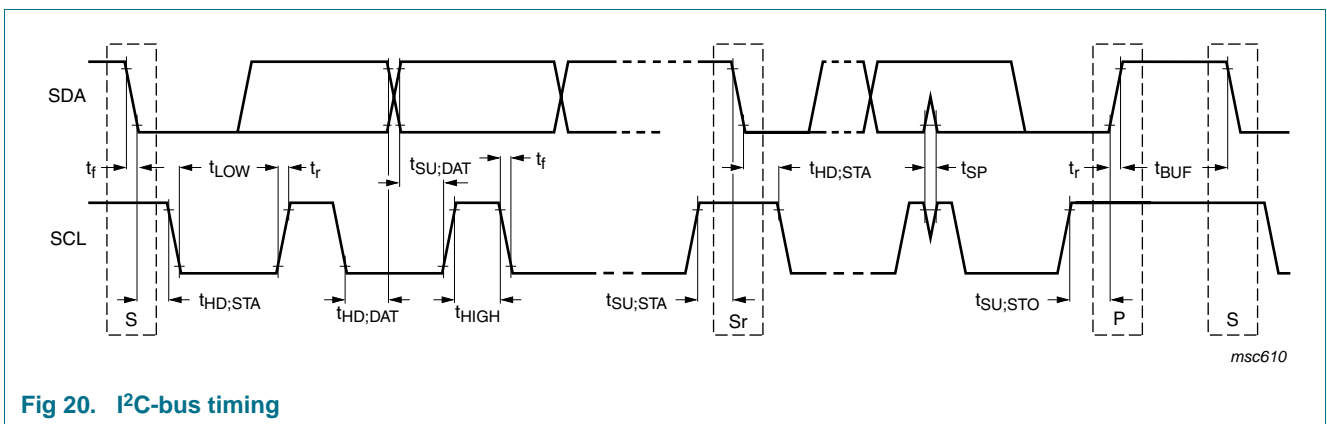 SDA
t_f t_LOW t_r t_SU;DAT t_f t_HD;STA t_SP t_r t_BUF
SCL
t_HD;STA t_HD;DAT t_HIGH t_SU;STA t_SU;STO
S Sr P S
msc610
Fig 20. I²C-bus timing